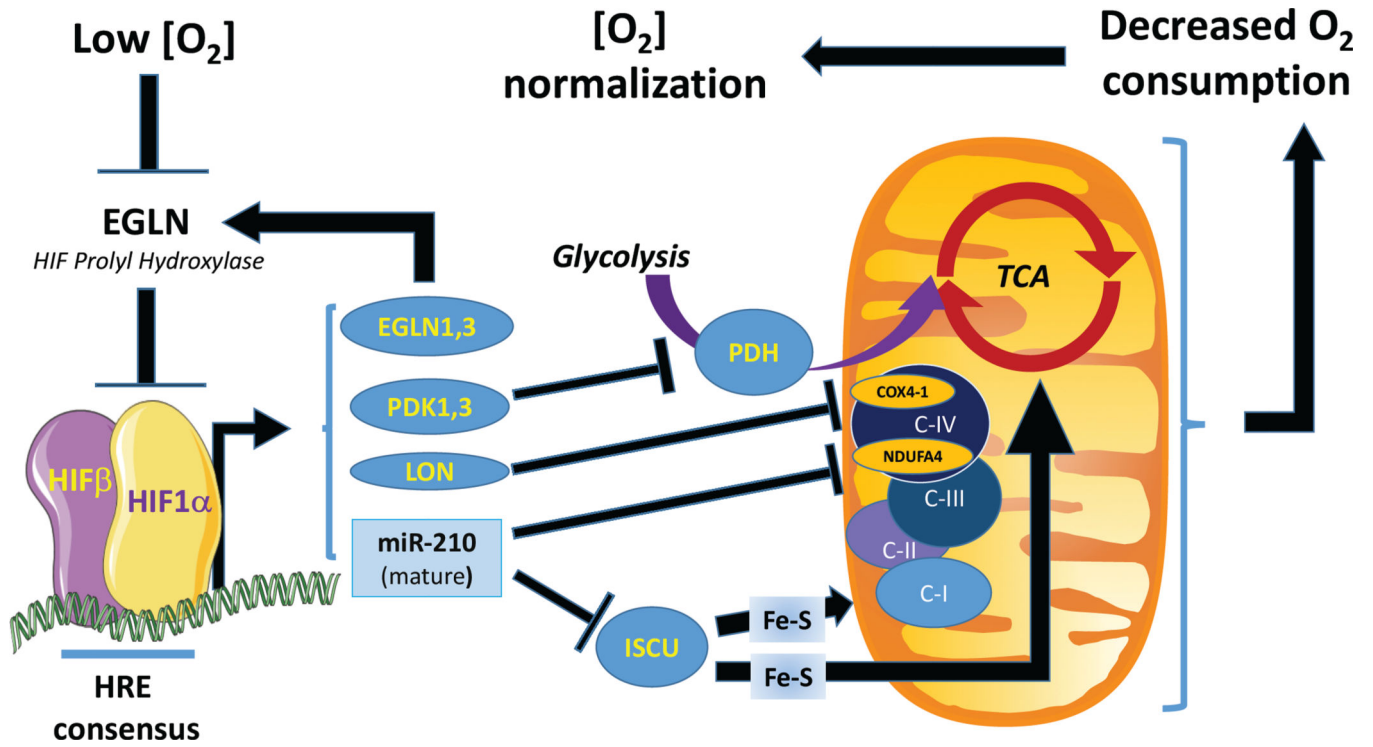 Low [O₂]
[O₂]
normalization
Decreased O₂
consumption
EGLN
HIF Prolyl Hydroxylase
Glycolysis
TCA
EGLN1,3
PDH
PDK1,3
COX4-1
C-IV
LON
NDUFA4
HIFβ
HIF1α
C-III
miR-210
(mature)
C-II
C-I
Fe-S
ISCU
Fe-S
HRE
consensus